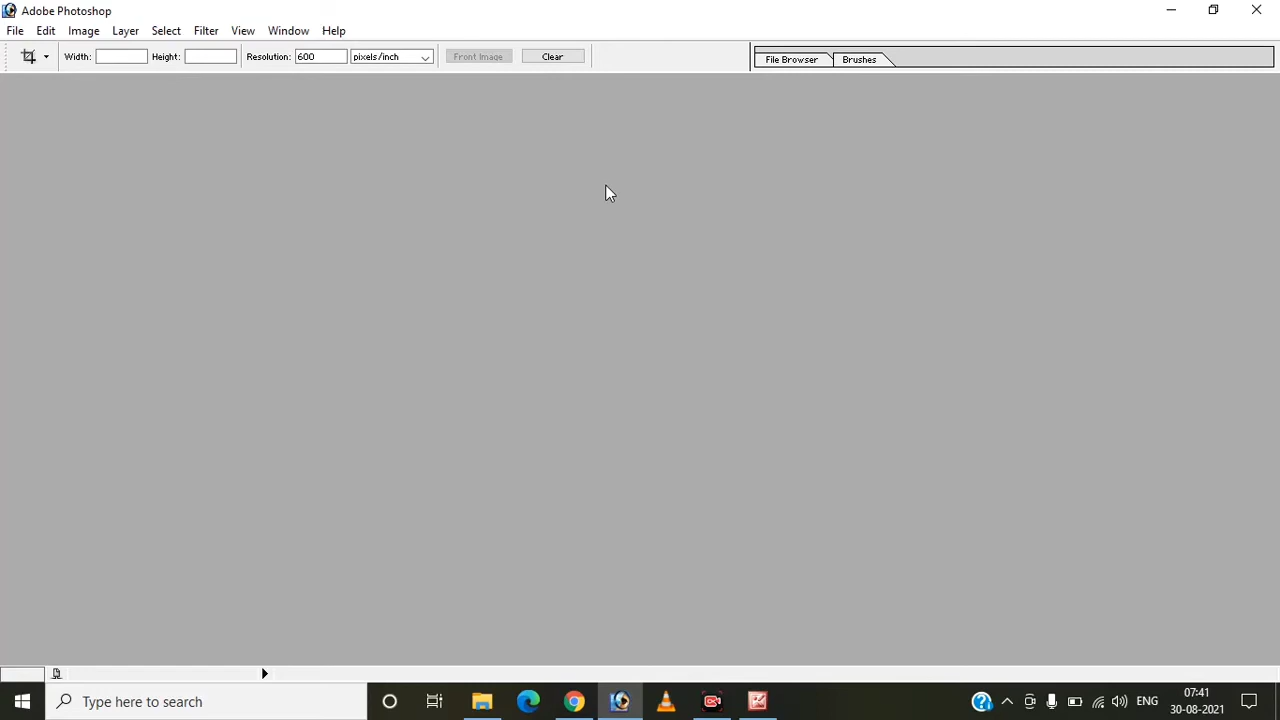 Adobe Photoshop
File Edit Image Layer Select Filter View Window Help
Width: Height: Resolution: 600 pixels/inch Front Image Clear File Browser Brushes
Type here to search ENG 07:41
30-08-2021